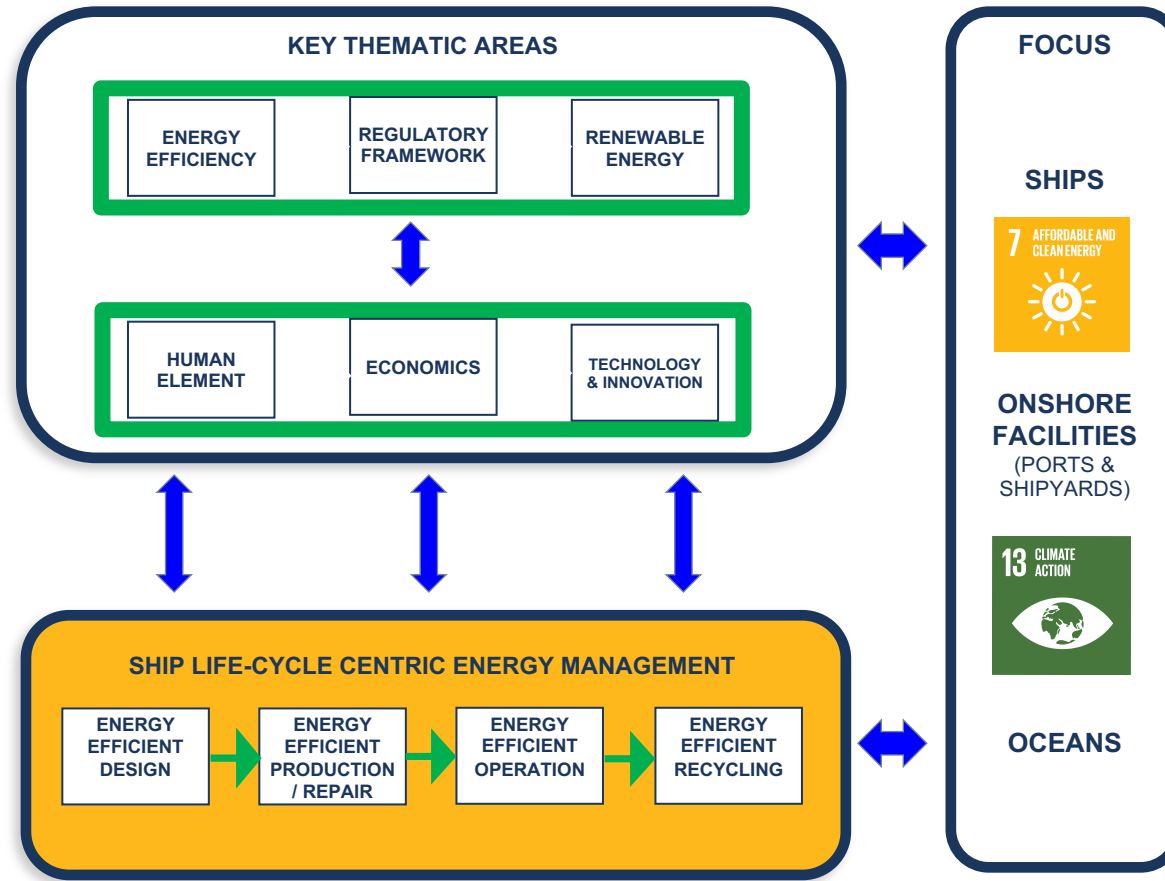 KEY THEMATIC AREAS
ENERGY
EFFICIENCY
REGULATORY
FRAMEWORK
RENEWABLE
ENERGY
HUMAN
ELEMENT
ECONOMICS
TECHNOLOGY
& INNOVATION
SHIP LIFE-CYCLE CENTRIC ENERGY MANAGEMENT
ENERGY
EFFICIENT
DESIGN
ENERGY
EFFICIENT
PRODUCTION
/ REPAIR
ENERGY
EFFICIENT
OPERATION
ENERGY
EFFICIENT
RECYCLING
FOCUS
SHIPS
7 AFFORDABLE AND
CLEAN ENERGY
ONSHORE
FACILITIES
(PORTS &
SHIPYARDS)
13 CLIMATE
ACTION
OCEANS